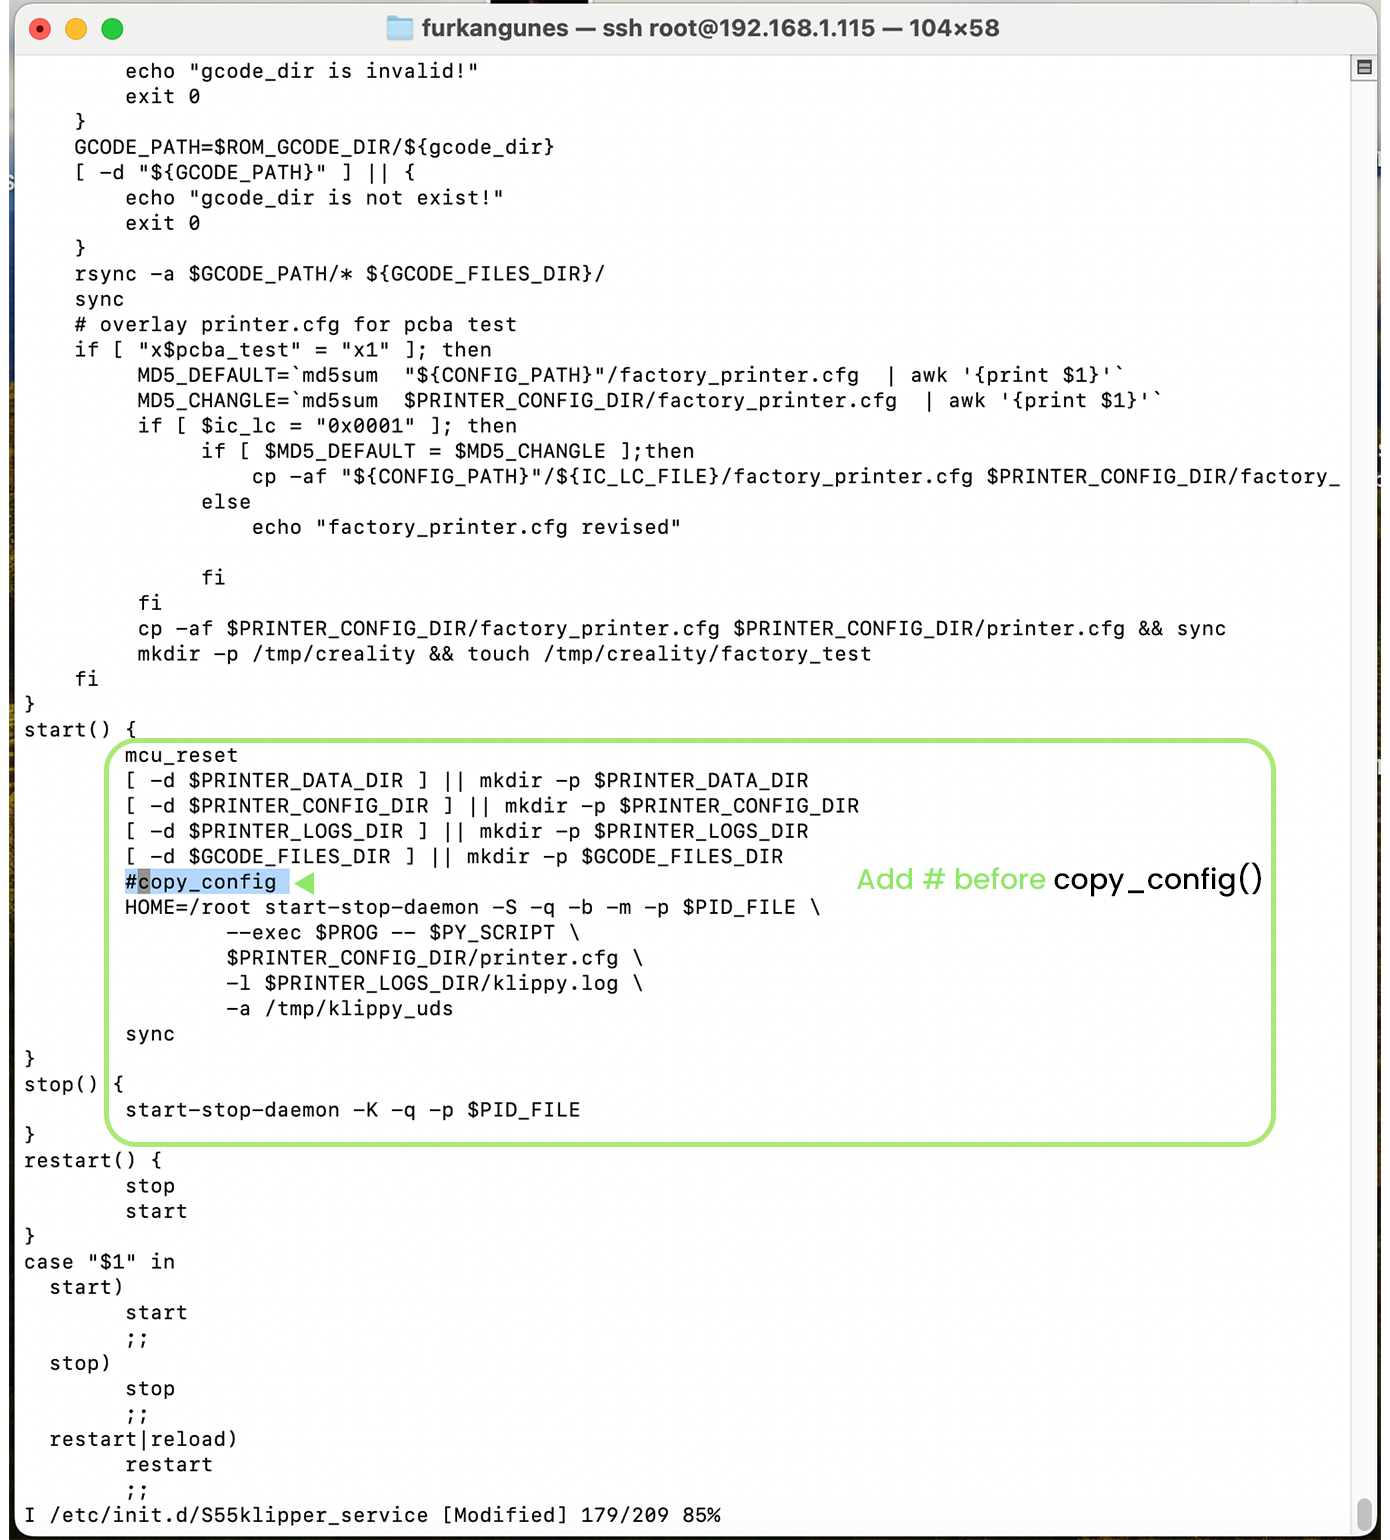 furkangunes — ssh root@192.168.1.115 — 104×58
echo "gcode_dir is invalid!"
exit 0
}
GCODE_PATH=$ROM_GCODE_DIR/${gcode_dir}
[ -d "${GCODE_PATH}" ] || {
echo "gcode_dir is not exist!"
exit 0
}
rsync -a $GCODE_PATH/* ${GCODE_FILES_DIR}/
sync
# overlay printer.cfg for pcba test
if [ "x$pcba_test" = "x1" ]; then
MD5_DEFAULT=`md5sum  "${CONFIG_PATH}"/factory_printer.cfg  | awk '{print $1}'`
MD5_CHANGLE=`md5sum  $PRINTER_CONFIG_DIR/factory_printer.cfg  | awk '{print $1}'`
if [ $ic_lc = "0x0001" ]; then
if [ $MD5_DEFAULT = $MD5_CHANGLE ];then
cp -af "${CONFIG_PATH}"/${IC_LC_FILE}/factory_printer.cfg $PRINTER_CONFIG_DIR/factory_
else
echo "factory_printer.cfg revised"
fi
fi
cp -af $PRINTER_CONFIG_DIR/factory_printer.cfg $PRINTER_CONFIG_DIR/printer.cfg && sync
mkdir -p /tmp/creality && touch /tmp/creality/factory_test
fi
}
start() {
mcu_reset
[ -d $PRINTER_DATA_DIR ] || mkdir -p $PRINTER_DATA_DIR
[ -d $PRINTER_CONFIG_DIR ] || mkdir -p $PRINTER_CONFIG_DIR
[ -d $PRINTER_LOGS_DIR ] || mkdir -p $PRINTER_LOGS_DIR
[ -d $GCODE_FILES_DIR ] || mkdir -p $GCODE_FILES_DIR
#copy_config
Add # before copy_config()
HOME=/root start-stop-daemon -S -q -b -m -p $PID_FILE \
--exec $PROG -- $PY_SCRIPT \
$PRINTER_CONFIG_DIR/printer.cfg \
-l $PRINTER_LOGS_DIR/klippy.log \
-a /tmp/klippy_uds
sync
}
stop() {
start-stop-daemon -K -q -p $PID_FILE
}
restart() {
stop
start
}
case "$1" in
start)
start
;;
stop)
stop
;;
restart|reload)
restart
;;
I /etc/init.d/S55klipper_service [Modified] 179/209 85%